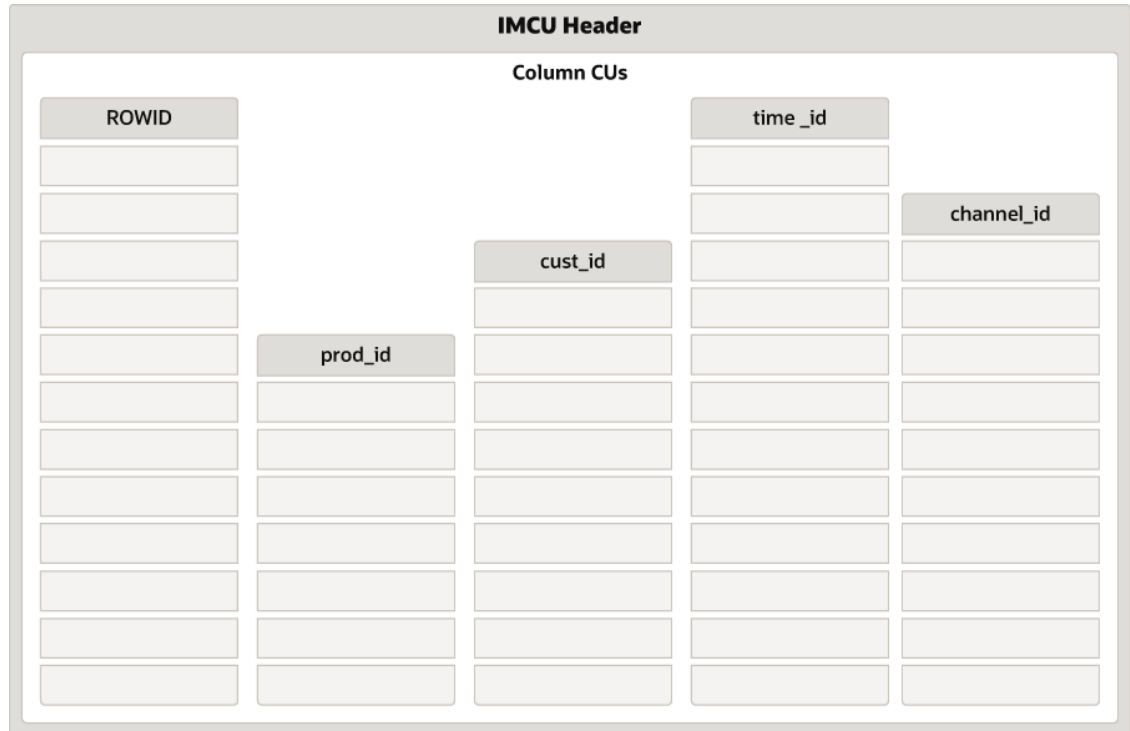 IMCU Header
Column CUs
ROWID
time _id
channel_id
cust_id
prod_id